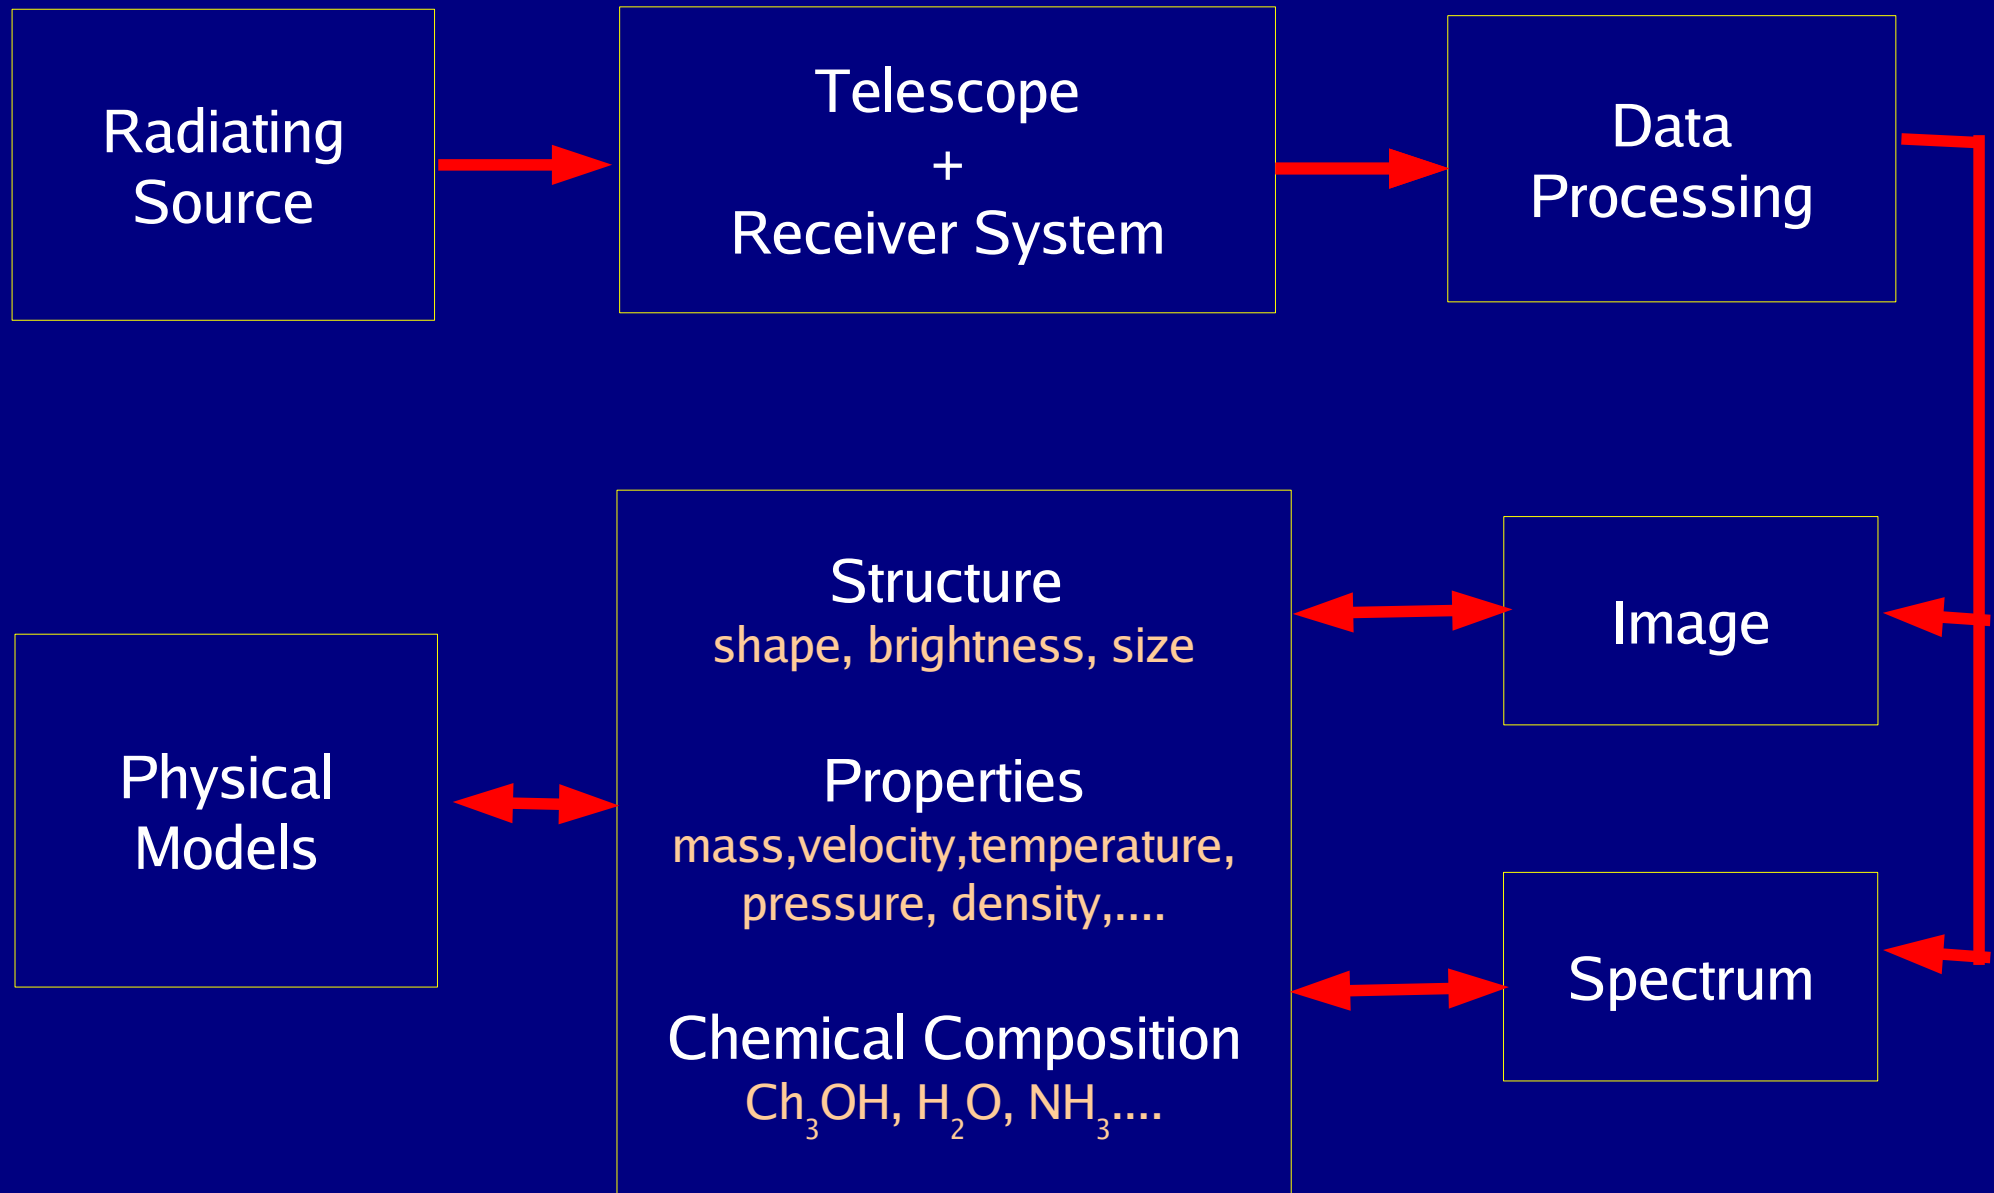 Radiating
Source
Telescope
+
Receiver System
Data
Processing
Structure
shape, brightness, size
Properties
mass,velocity,temperature,
pressure, density,....
Chemical Composition
Ch₃OH, H₂O, NH₃....
Image
Spectrum
Physical
Models